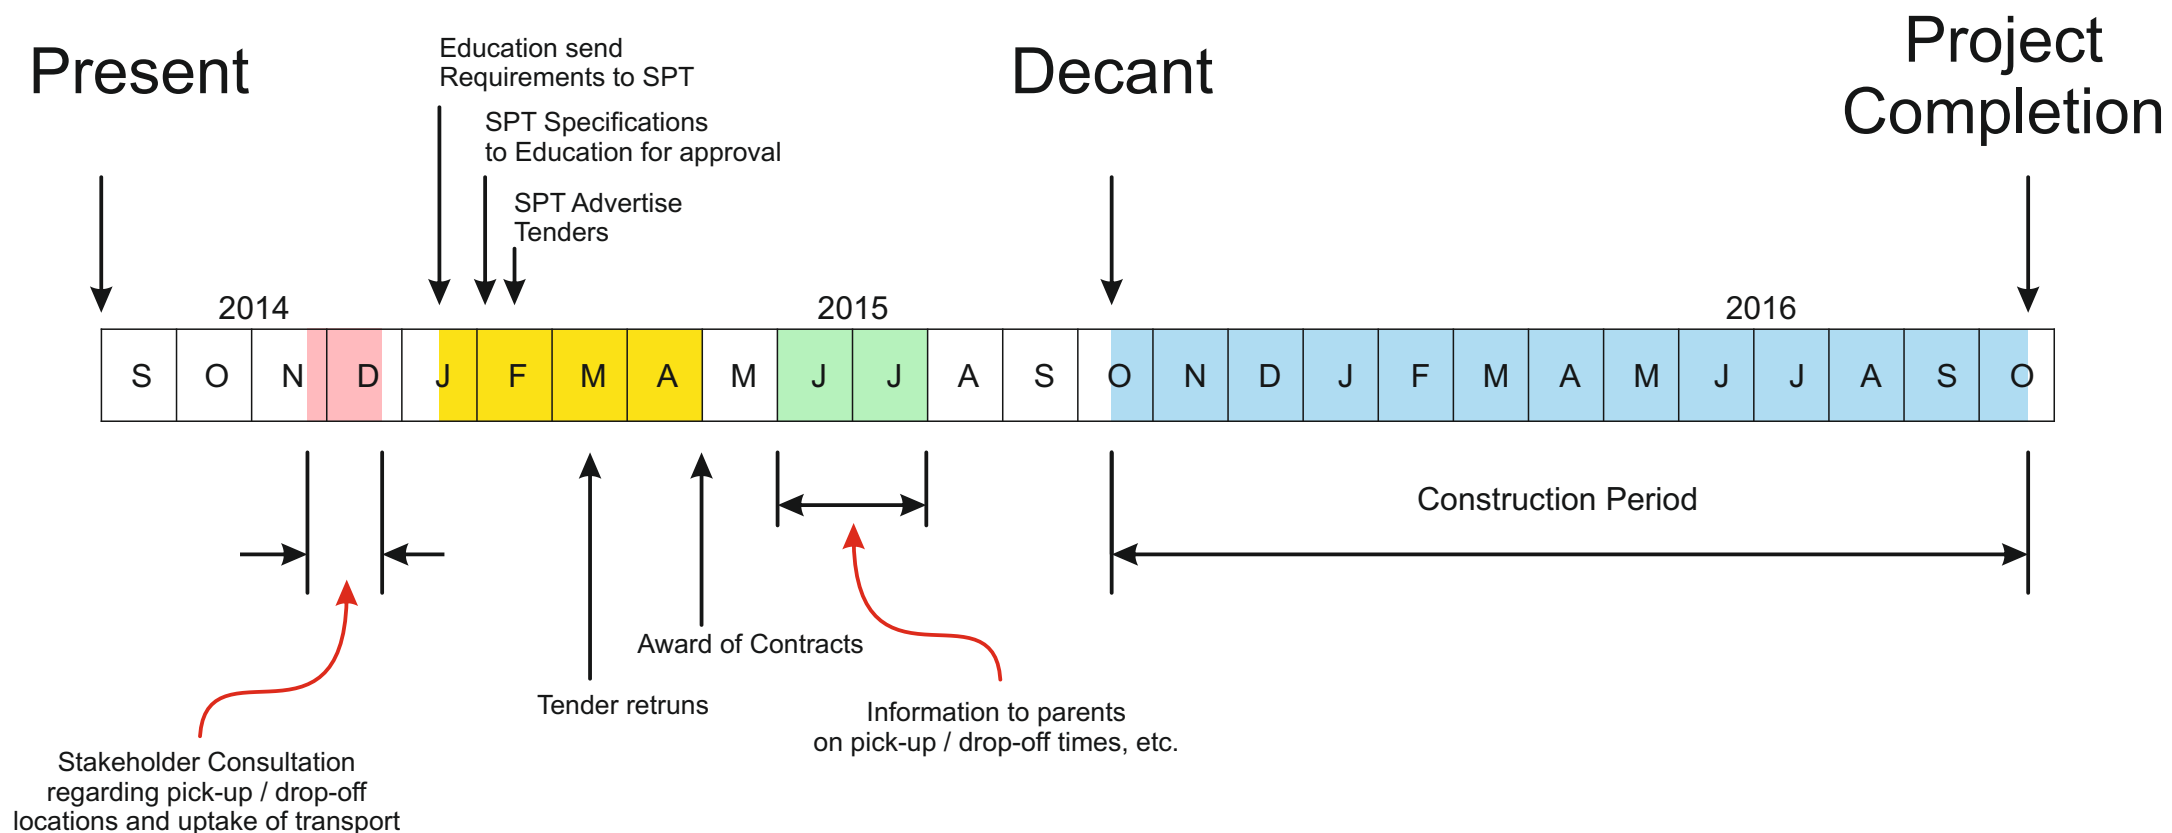 Present
Education send
Requirements to SPT
SPT Specifications
to Education for approval
SPT Advertise
Tenders
Decant
Project
Completion
2014
2015
2016
S O N D J F M A M J J A S O N D J F M A M J J A S O
Construction Period
Award of Contracts
Tender retruns
Information to parents
on pick-up / drop-off times, etc.
Stakeholder Consultation
regarding pick-up / drop-off
locations and uptake of transport